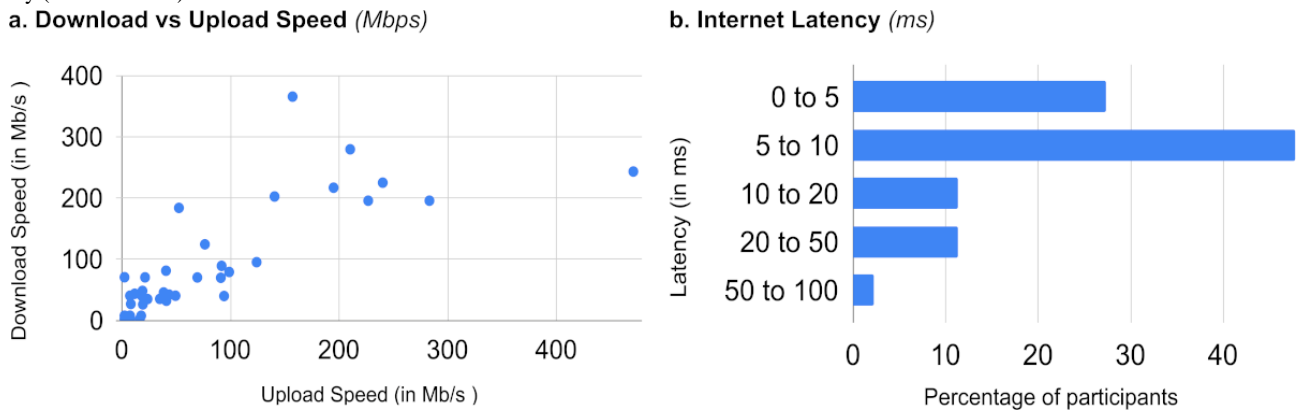 a. Download vs Upload Speed (Mbps)
Download Speed (in Mb/s )
400
300
200
100
0
0 100 200 300 400
Upload Speed (in Mb/s )
b. Internet Latency (ms)
Latency (in ms)
0 to 5
5 to 10
10 to 20
20 to 50
50 to 100
0 10 20 30 40
Percentage of participants